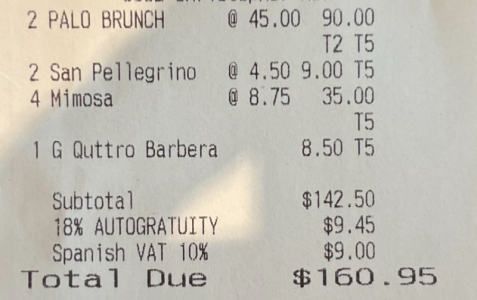 2 PALO BRUNCH @ 45.00 90.00
T2 T5
2 San Pellegrino @ 4.50 9.00 T5
4 Mimosa @ 8.75 35.00
T5
1 G Quttro Barbera 8.50 T5
Subtotal $142.50
18% AUTOGRATUITY $9.45
Spanish VAT 10% $9.00
Total Due $160.95